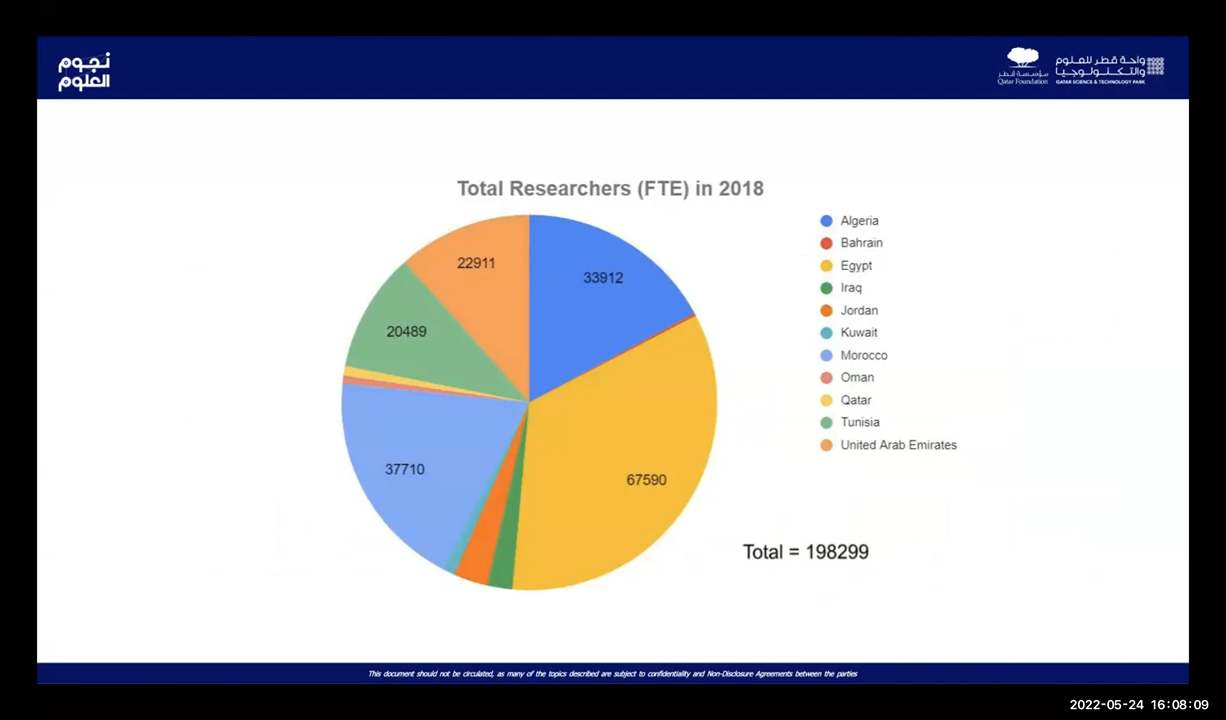 نجوم
العلوم
مؤسسة قطر
Qatar Foundation
واحة قطر للعلوم
والتكنولوجيا
QATAR SCIENCE & TECHNOLOGY PARK
Total Researchers (FTE) in 2018
22911
33912
20489
37710
67590
Algeria
Bahrain
Egypt
Iraq
Jordan
Kuwait
Morocco
Oman
Qatar
Tunisia
United Arab Emirates
Total = 198299
This document should not be circulated, as many of the topics described are subject to confidentiality and Non-Disclosure Agreements between the parties
2022-05-24 16:08:09